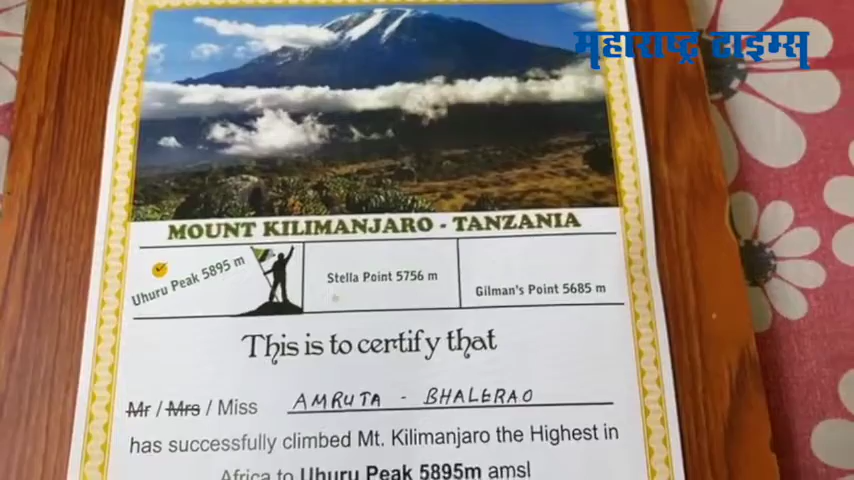 महाराष्ट्र टाइम्स
MOUNT KILIMANJARO - TANZANIA
Uhuru Peak 5895 m
Stella Point 5756 m
Gilman's Point 5685 m
This is to certify that
Mr / Mrs / Miss AMRUTA - BHALERAO
has successfully climbed Mt. Kilimanjaro the Highest in
Africa to Uhuru Peak 5895m amsl